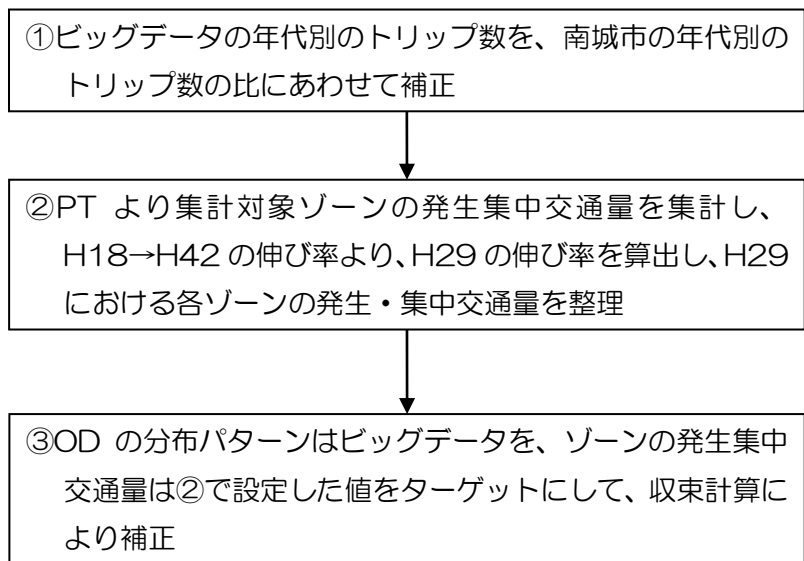 ①ビッグデータの年代別のトリップ数を、南城市の年代別の
トリップ数の比にあわせて補正
②PT より集計対象ゾーンの発生集中交通量を集計し、
H18→H42 の伸び率より、H29 の伸び率を算出し、H29
における各ゾーンの発生・集中交通量を整理
③OD の分布パターンはビッグデータを、ゾーンの発生集中
交通量は②で設定した値をターゲットにして、収束計算に
より補正